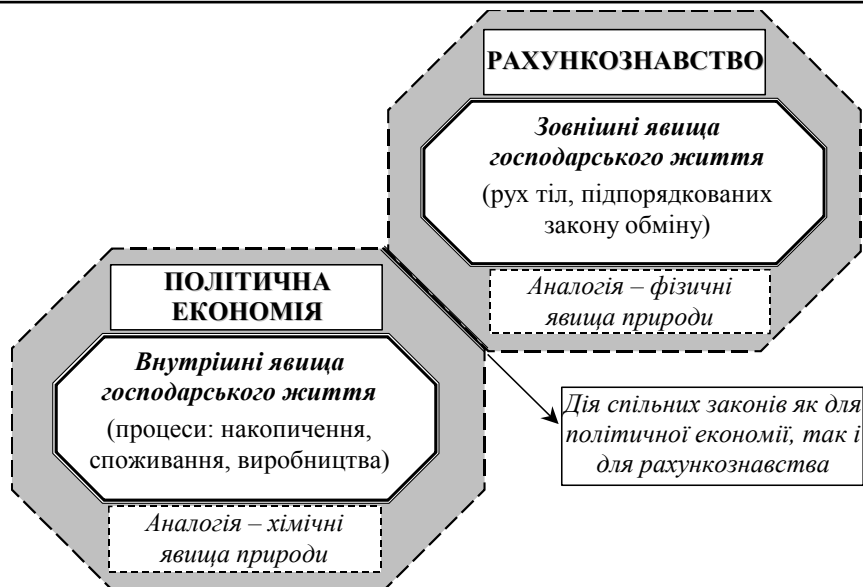 РАХУНКОЗНАВСТВО
Зовнішні явища
господарського життя
(рух тіл, підпорядкованих
закону обміну)
Аналогія – фізичні
явища природи
ПОЛІТИЧНА
ЕКОНОМІЯ
Внутрішні явища
господарського життя
(процеси: накопичення,
споживання, виробництва)
Аналогія – хімічні
явища природи
Дія спільних законів як для
політичної економії, так і
для рахункознавства